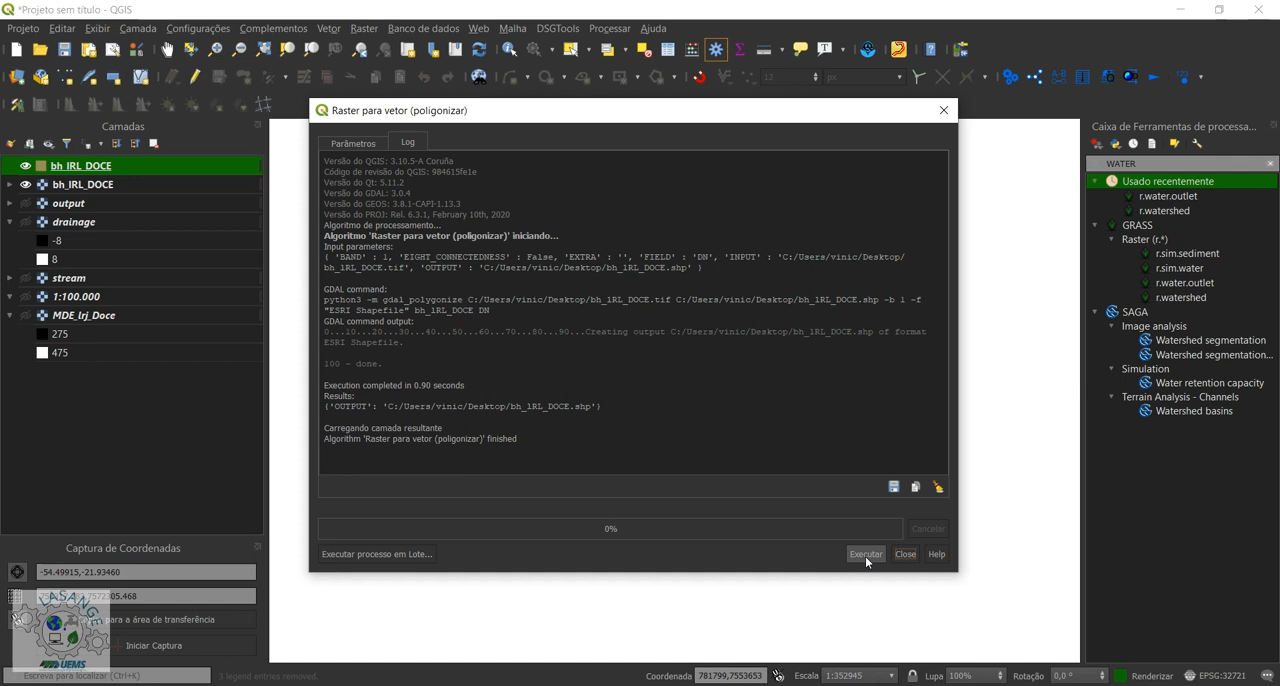 *Projeto sem título - QGIS
Projeto Editar Exibir Camada Configurações Complementos Vetor Raster Banco de dados Web Malha DSGTools Processar Ajuda
12 px
Camadas
bh_IRL_DOCE
bh_IRL_DOCE
output
drainage
-8
8
stream
1:100.000
MDE_Irj_Doce
275
475
Raster para vetor (poligonizar)
Parâmetros Log
Versão do QGIS: 3.10.5-A Coruña
Código de revisão do QGIS: 984615fe1e
Versão do Qt: 5.11.2
Versão do GDAL: 3.0.4
Versão do GEOS: 3.8.1-CAPI-1.13.3
Versão do PROJ: Rel. 6.3.1, February 10th, 2020
Algoritmo de processamento...
Algoritmo 'Raster para vetor (poligonizar)' iniciando...
Input parameters:
{ 'BAND' : 1, 'EIGHT_CONNECTEDNESS' : False, 'EXTRA' : '', 'FIELD' : 'DN', 'INPUT' : 'C:/Users/vinic/Desktop/
bh_lRL_DOCE.tif', 'OUTPUT' : 'C:/Users/vinic/Desktop/bh_lRL_DOCE.shp' }
GDAL command:
python3 -m gdal_polygonize C:/Users/vinic/Desktop/bh_lRL_DOCE.tif C:/Users/vinic/Desktop/bh_lRL_DOCE.shp -b 1 -f
"ESRI Shapefile" bh_lRL_DOCE DN
GDAL command output:
0...10...20...30...40...50...60...70...80...90...Creating output C:/Users/vinic/Desktop/bh_lRL_DOCE.shp of format
ESRI Shapefile.
100 - done.
Execution completed in 0.90 seconds
Results:
{'OUTPUT': 'C:/Users/vinic/Desktop/bh_lRL_DOCE.shp'}
Carregando camada resultante
Algorithm 'Raster para vetor (poligonizar)' finished
0%
Cancelar
Executar processo em Lote...
Executar Close Help
Caixa de Ferramentas de processa...
WATER
Usado recentemente
r.water.outlet
r.watershed
GRASS
Raster (r.*)
r.sim.sediment
r.sim.water
r.water.outlet
r.watershed
SAGA
Image analysis
Watershed segmentation
Watershed segmentation...
Simulation
Water retention capacity
Terrain Analysis - Channels
Watershed basins
Captura de Coordenadas
-54.49915,-21.93460
7572305.468
para a área de transferência
Iniciar Captura
LASANGE
UEMS
Escreva para localizar (Ctrl+K)
3 legend entries removed.
Coordenada 781799,7553653 Escala 1:352945 Lupa 100% Rotação 0,0 ° Renderizar EPSG:32721